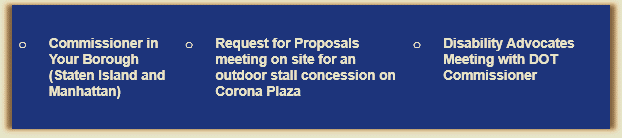 o Commissioner in
Your Borough
(Staten Island and
Manhattan)
o Request for Proposals
meeting on site for an
outdoor stall concession on
Corona Plaza
o Disability Advocates
Meeting with DOT
Commissioner